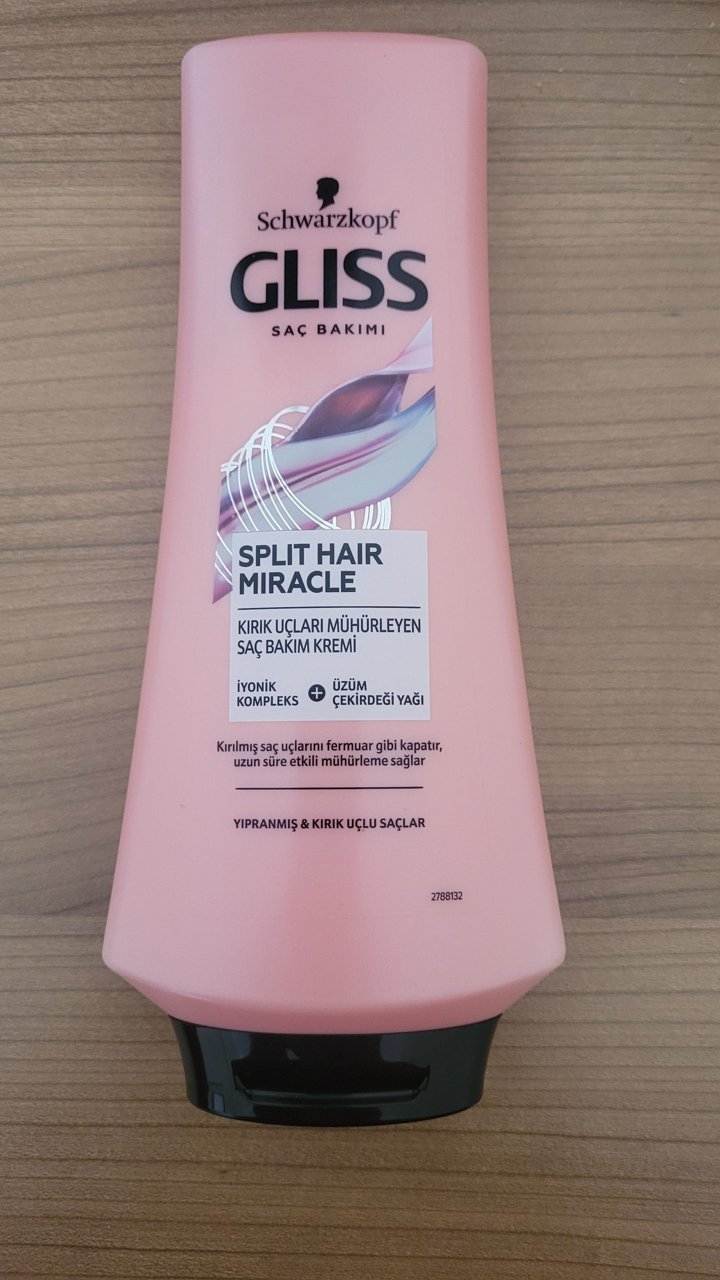 Schwarzkopf
GLISS
SAÇ BAKIMI
SPLIT HAIR
MIRACLE
KIRIK UÇLARI MÜHÜRLEYEN
SAÇ BAKIM KREMİ
İYONİK
KOMPLEKS
+
ÜZÜM
ÇEKİRDEĞİ YAĞI
Kırılmış saç uçlarını fermuar gibi kapatır,
uzun süre etkili mühürleme sağlar
YIPRANMIŞ & KIRIK UÇLU SAÇLAR
2788132